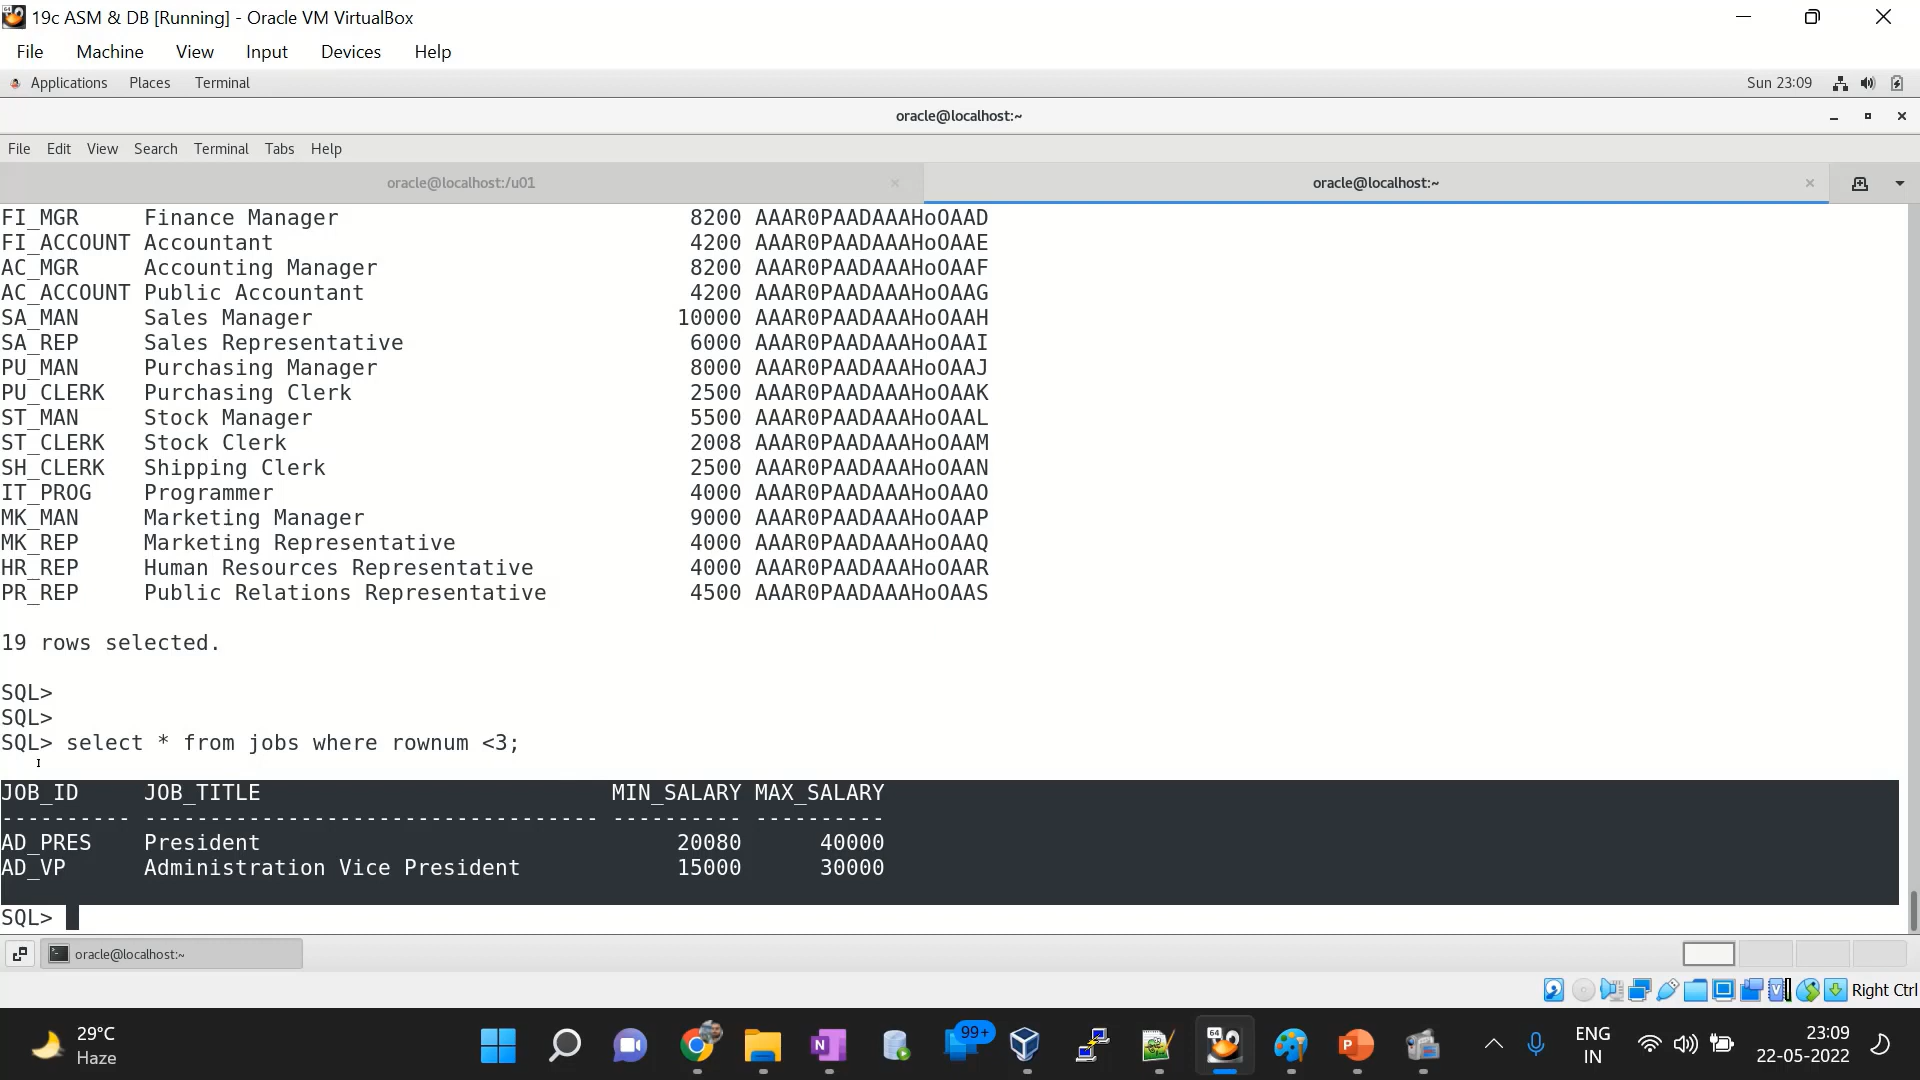 19c ASM & DB [Running] - Oracle VM VirtualBox
File Machine View Input Devices Help
Applications Places Terminal Sun 23:09
oracle@localhost:~
File Edit View Search Terminal Tabs Help
oracle@localhost:/u01 oracle@localhost:~
FI_MGR Finance Manager 8200 AAAR0PAADAAAHoOAAD
FI_ACCOUNT Accountant 4200 AAAR0PAADAAAHoOAAE
AC_MGR Accounting Manager 8200 AAAR0PAADAAAHoOAAF
AC_ACCOUNT Public Accountant 4200 AAAR0PAADAAAHoOAAG
SA_MAN Sales Manager 10000 AAAR0PAADAAAHoOAAH
SA_REP Sales Representative 6000 AAAR0PAADAAAHoOAAI
PU_MAN Purchasing Manager 8000 AAAR0PAADAAAHoOAAJ
PU_CLERK Purchasing Clerk 2500 AAAR0PAADAAAHoOAAK
ST_MAN Stock Manager 5500 AAAR0PAADAAAHoOAAL
ST_CLERK Stock Clerk 2008 AAAR0PAADAAAHoOAAM
SH_CLERK Shipping Clerk 2500 AAAR0PAADAAAHoOAAN
IT_PROG Programmer 4000 AAAR0PAADAAAHoOAAO
MK_MAN Marketing Manager 9000 AAAR0PAADAAAHoOAAP
MK_REP Marketing Representative 4000 AAAR0PAADAAAHoOAAQ
HR_REP Human Resources Representative 4000 AAAR0PAADAAAHoOAAR
PR_REP Public Relations Representative 4500 AAAR0PAADAAAHoOAAS
19 rows selected.
SQL>
SQL>
SQL> select * from jobs where rownum <3;
JOB_ID JOB_TITLE MIN_SALARY MAX_SALARY
---------- ----------------------------------- ---------- ----------
AD_PRES President 20080 40000
AD_VP Administration Vice President 15000 30000
SQL>
oracle@localhost:~
Right Ctrl
29°C
Haze
99+
64
ENG
IN
23:09
22-05-2022